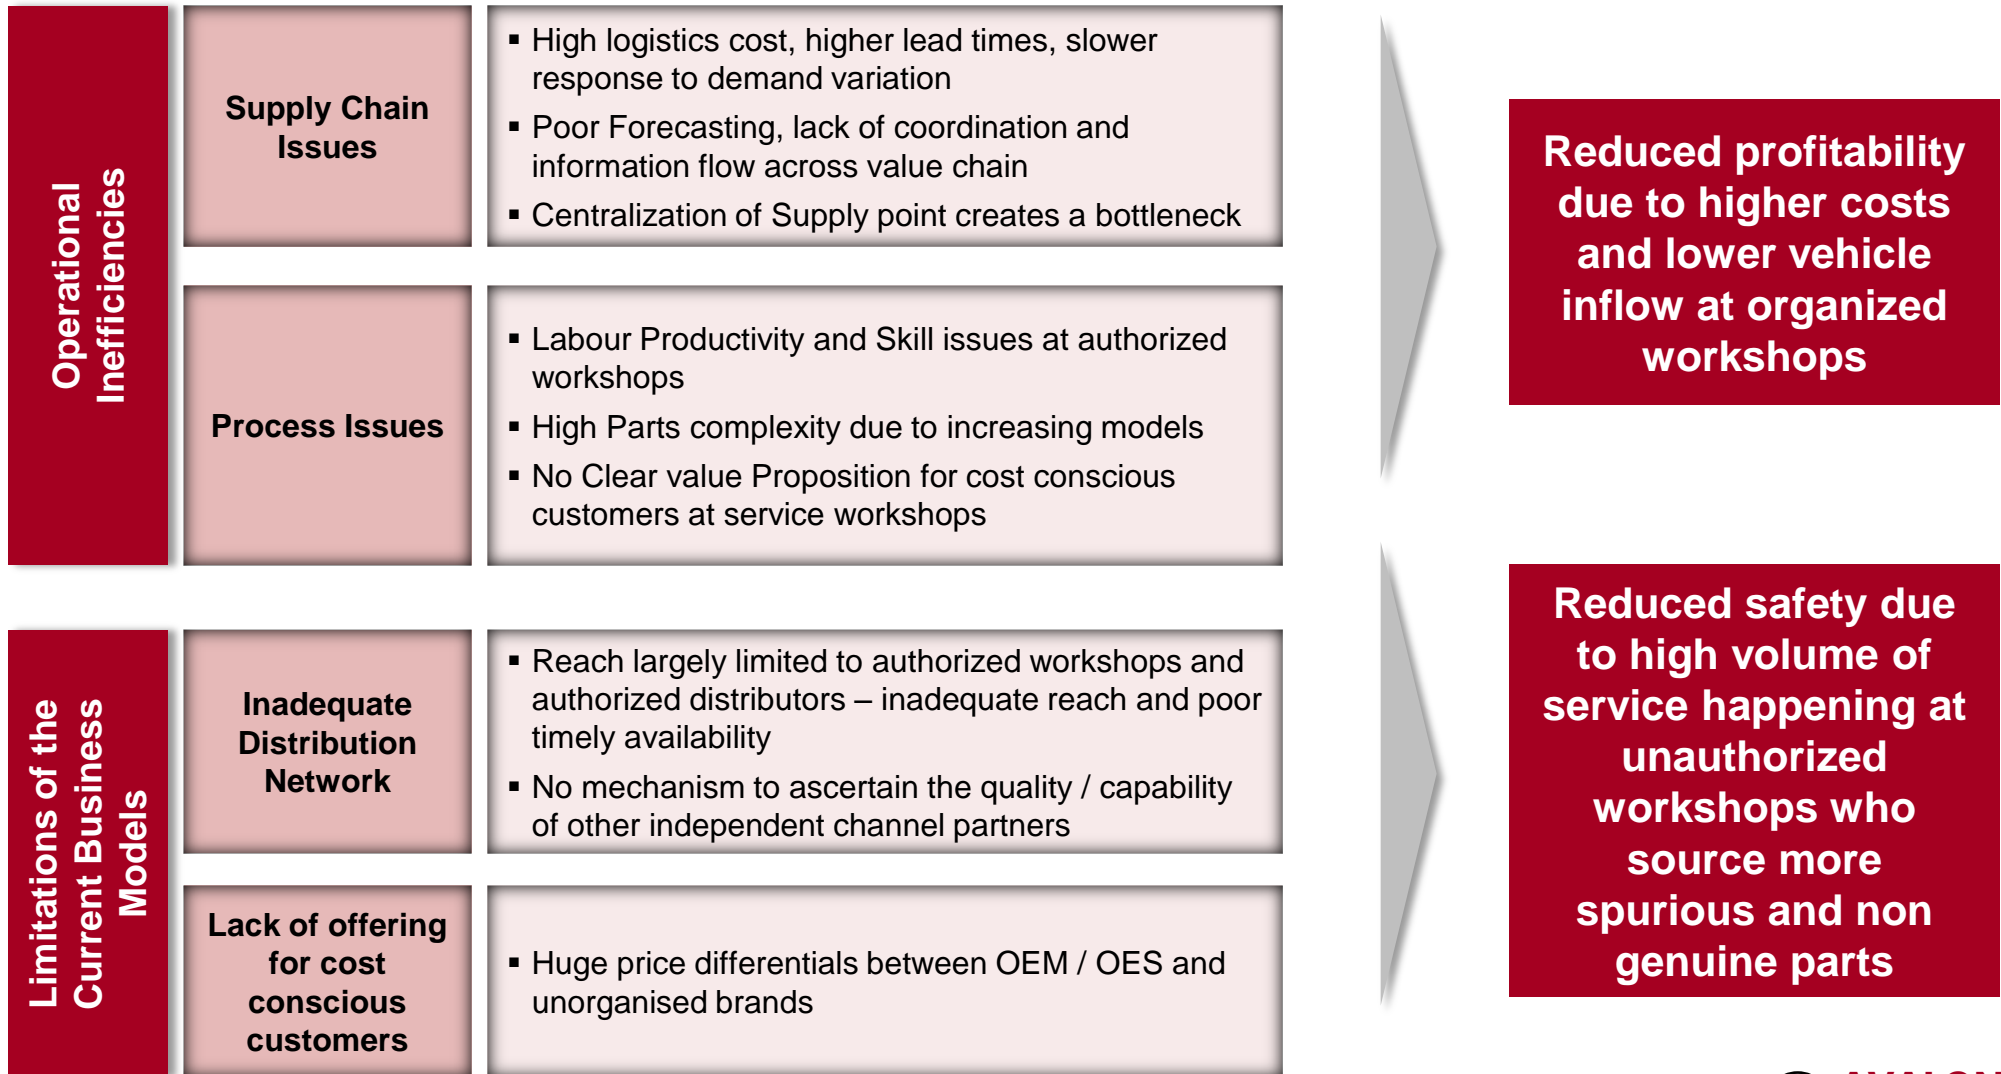 Operational
Inefficiencies
Supply Chain
Issues
▪ High logistics cost, higher lead times, slower
response to demand variation
▪ Poor Forecasting, lack of coordination and
information flow across value chain
▪ Centralization of Supply point creates a bottleneck
Process Issues
▪ Labour Productivity and Skill issues at authorized
workshops
▪ High Parts complexity due to increasing models
▪ No Clear value Proposition for cost conscious
customers at service workshops
Reduced profitability
due to higher costs
and lower vehicle
inflow at organized
workshops
Limitations of the
Current Business
Models
Inadequate
Distribution
Network
▪ Reach largely limited to authorized workshops and
authorized distributors – inadequate reach and poor
timely availability
▪ No mechanism to ascertain the quality / capability
of other independent channel partners
Lack of offering
for cost
conscious
customers
▪ Huge price differentials between OEM / OES and
unorganised brands
Reduced safety due
to high volume of
service happening at
unauthorized
workshops who
source more
spurious and non
genuine parts